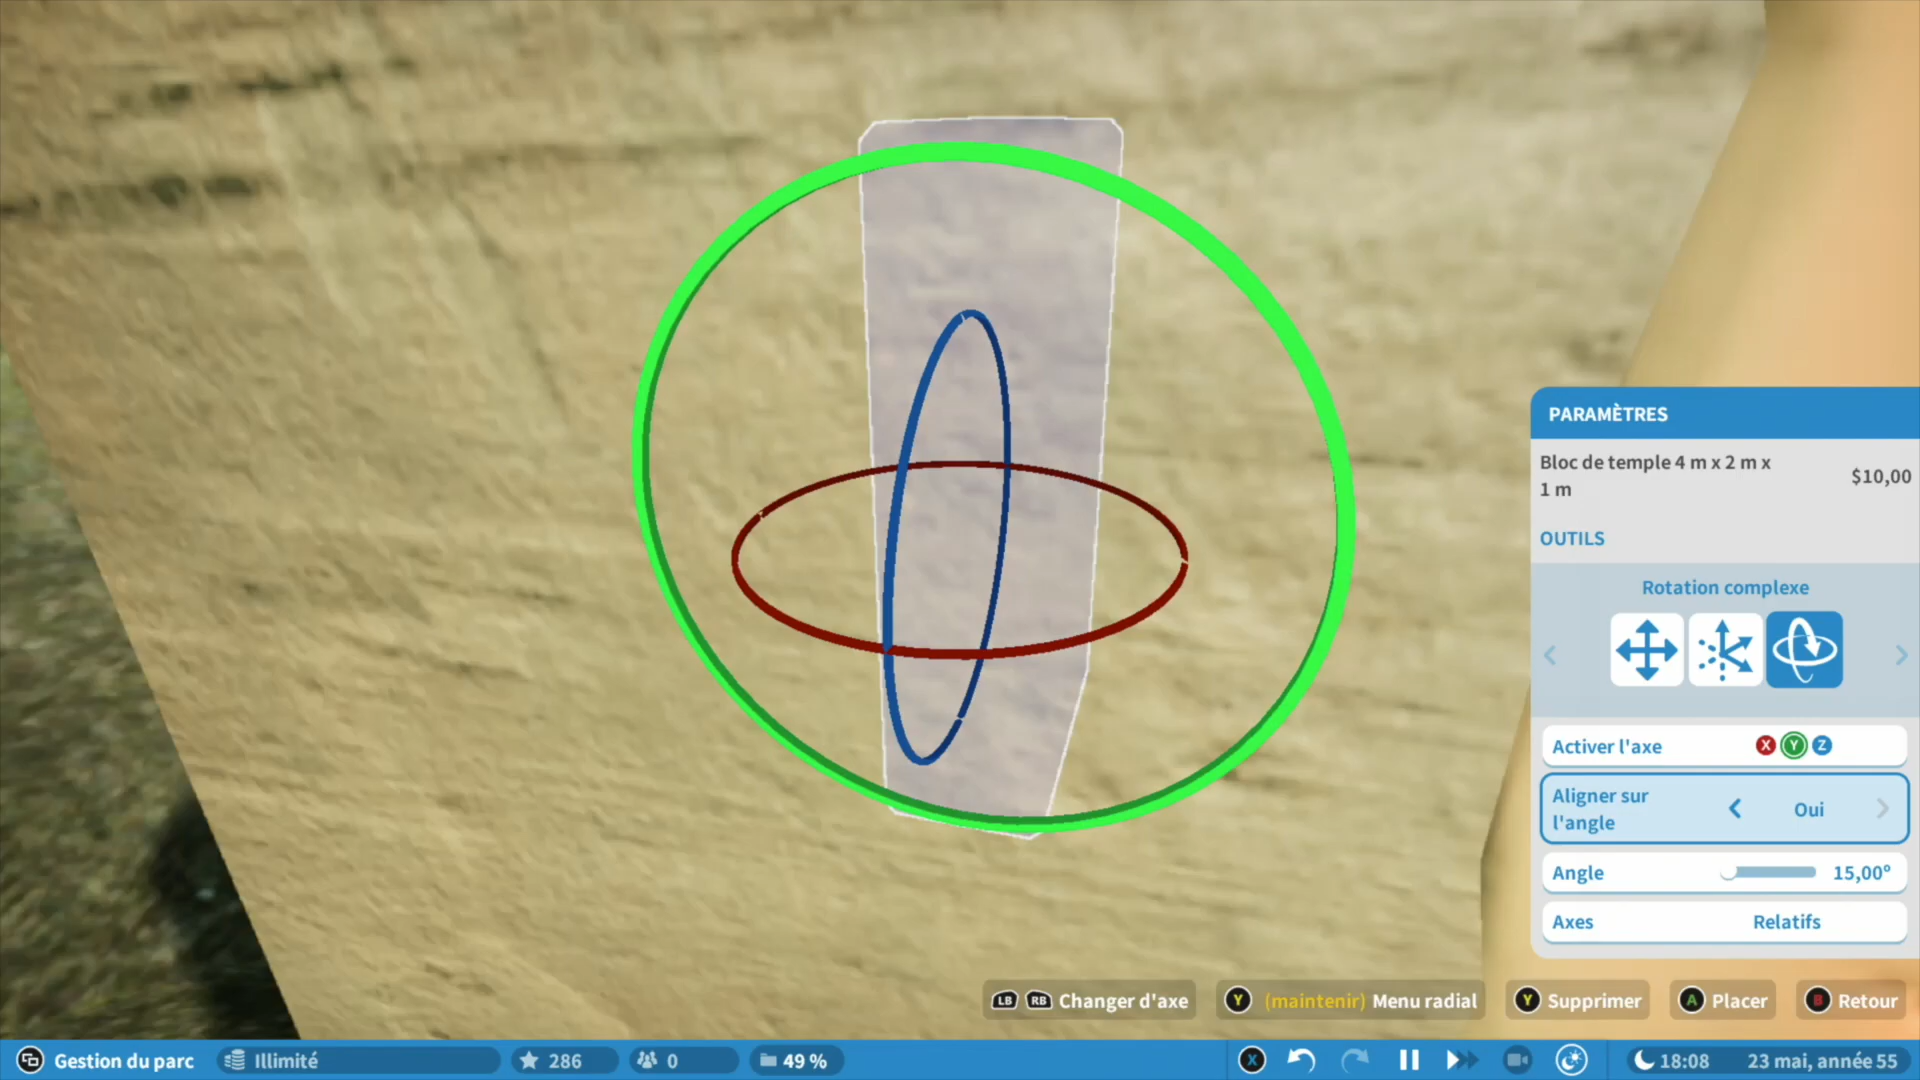 PARAMÈTRES
Bloc de temple 4 m x 2 m x
1 m
$10,00
OUTILS
Rotation complexe
Activer l'axe X Y Z
Aligner sur
l'angle
Oui
Angle 15,00°
Axes Relatifs
LB RB Changer d'axe Y (maintenir) Menu radial Y Supprimer A Placer B Retour
Gestion du parc Illimité 286 0 49 % X 18:08 23 mai, année 55